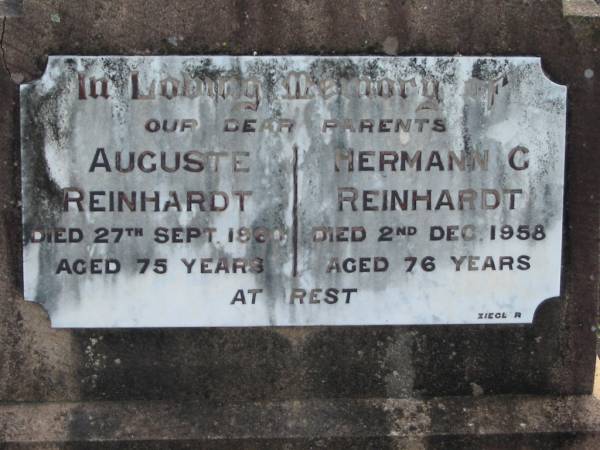 In Loving Memory of
OUR DEAR PARENTS
AUGUSTE
REINHARDT
DIED 27TH SEPT.
AGED 75 YEARS
HERMANN G
REINHARDT
DIED 2ND DEC. 1958
AGED 76 YEARS
AT REST
ZIEGL R